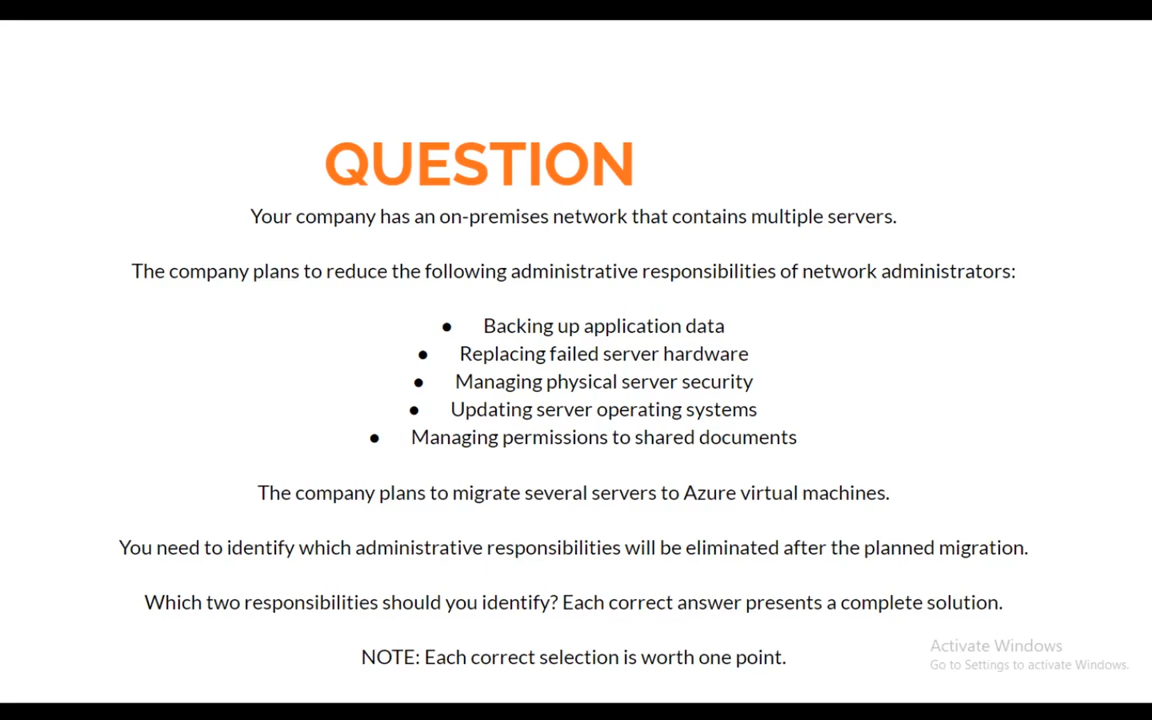 QUESTION
Your company has an on-premises network that contains multiple servers.
The company plans to reduce the following administrative responsibilities of network administrators:
● Backing up application data
● Replacing failed server hardware
● Managing physical server security
● Updating server operating systems
● Managing permissions to shared documents
The company plans to migrate several servers to Azure virtual machines.
You need to identify which administrative responsibilities will be eliminated after the planned migration.
Which two responsibilities should you identify? Each correct answer presents a complete solution.
NOTE: Each correct selection is worth one point.
Activate Windows
Go to Settings to activate Windows.